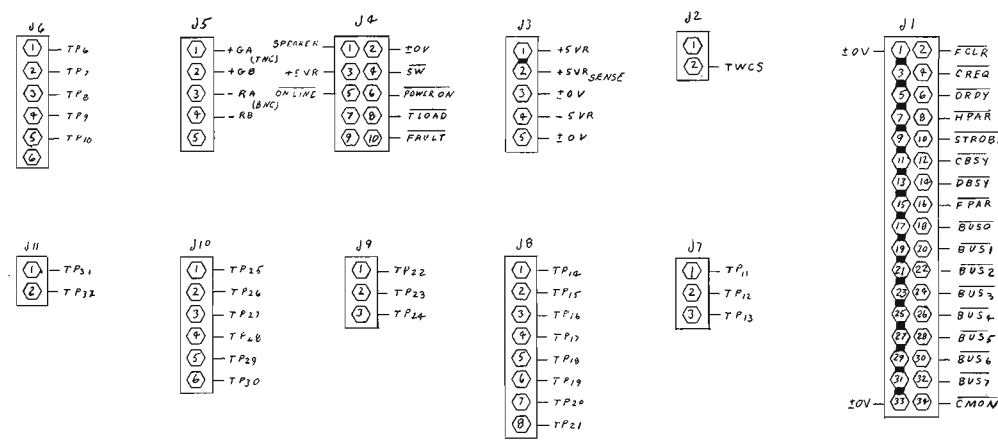 J6
1 TP6
2 TP7
3 TP8
4 TP9
5 TP10
6
J5
1 +GA
(TNC)
2 +GB
3 -RA
(BNC)
4 -RB
5
J4
SPEAKER 1 2 ±0V
+5VR 3 4 SW
ONLINE 5 6 POWER ON
7 8 TLOAD
9 10 FAULT
J3
1 +5VR
2 +5VR SENSE
3 ±0V
4 -5VR
5 ±0V
J2
1
2 TWCS
J1
±0V 1 2 FCLR
3 4 CREQ
5 6 DRDY
7 8 HPAR
9 10 STROB
11 12 CBSY
13 14 DBSY
15 16 FPAR
17 18 BUS0
19 20 BUS1
21 22 BUS2
23 24 BUS3
25 26 BUS4
27 28 BUS5
29 30 BUS6
31 32 BUS7
±0V 33 34 CMON
J11
1 TP31
2 TP32
J10
1 TP25
2 TP26
3 TP27
4 TP28
5 TP29
6 TP30
J9
1 TP22
2 TP23
3 TP24
J8
1 TP14
2 TP15
3 TP16
4 TP17
5 TP18
6 TP19
7 TP20
8 TP21
J7
1 TP11
2 TP12
3 TP13